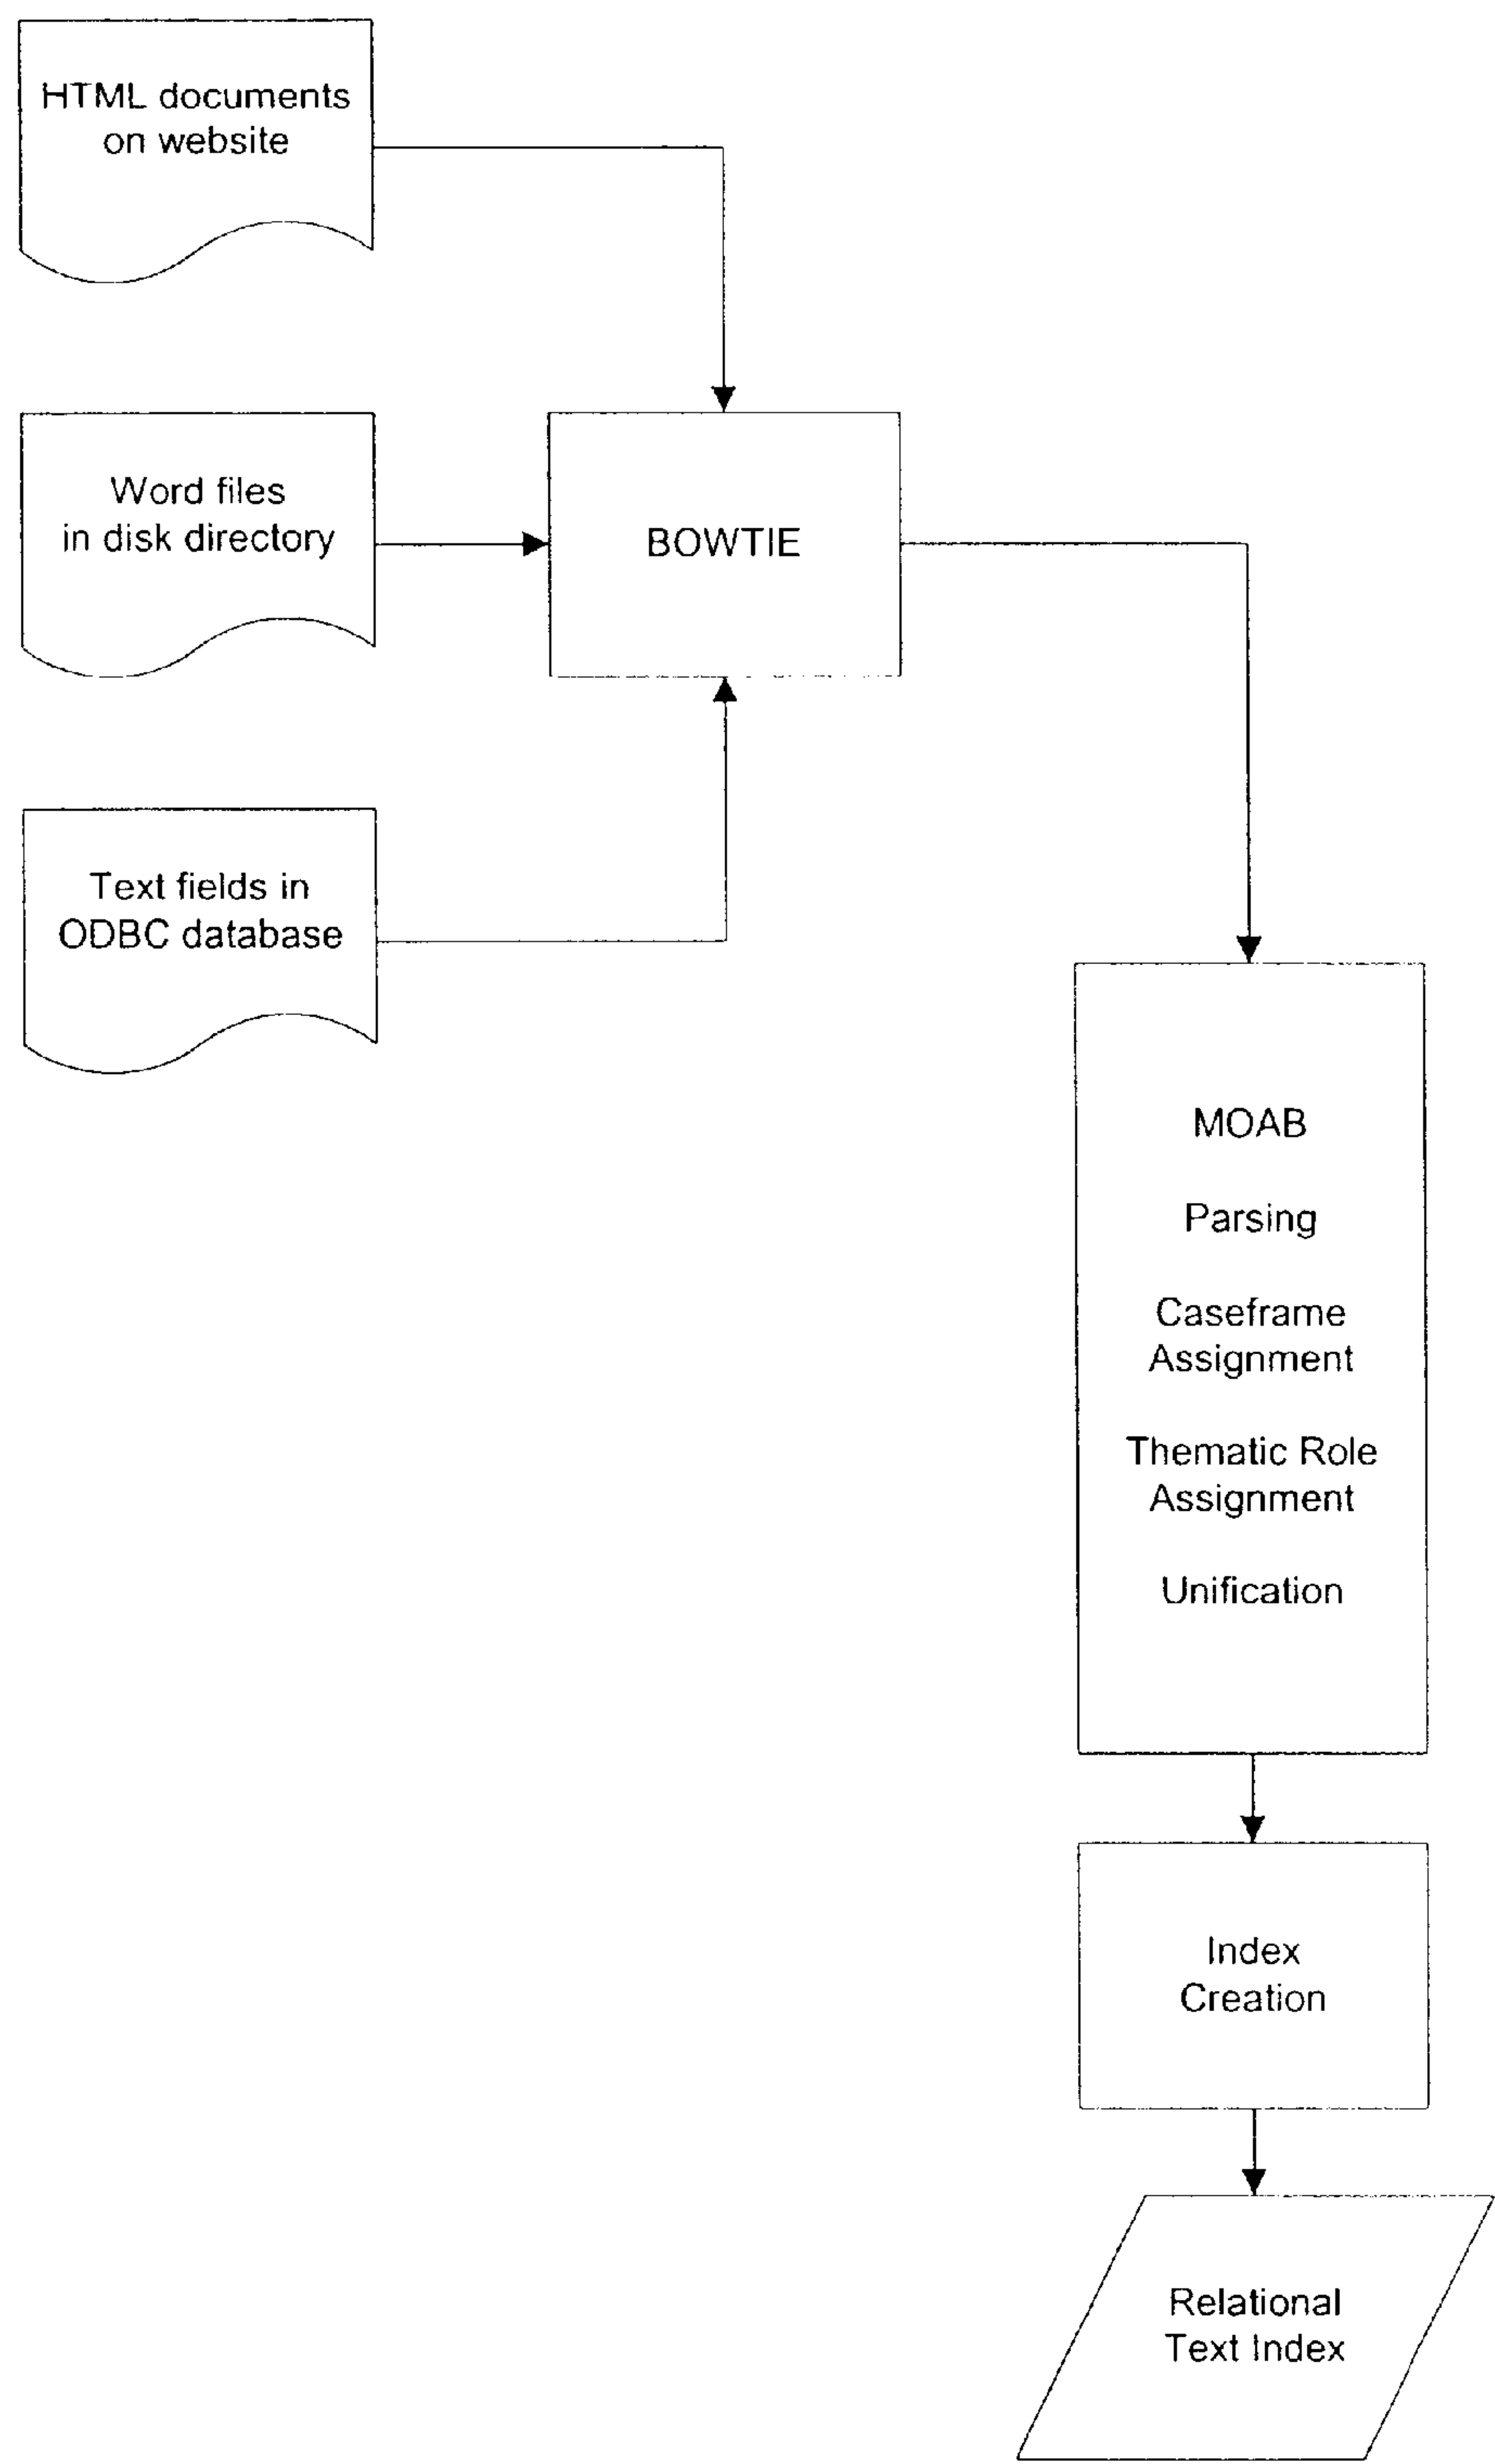 HTML documents
on website
Word files
in disk directory
BOWTIE
Text fields in
ODBC database
MOAB
Parsing
Caseframe
Assignment
Thematic Role
Assignment
Unification
Index
Creation
Relational
Text Index